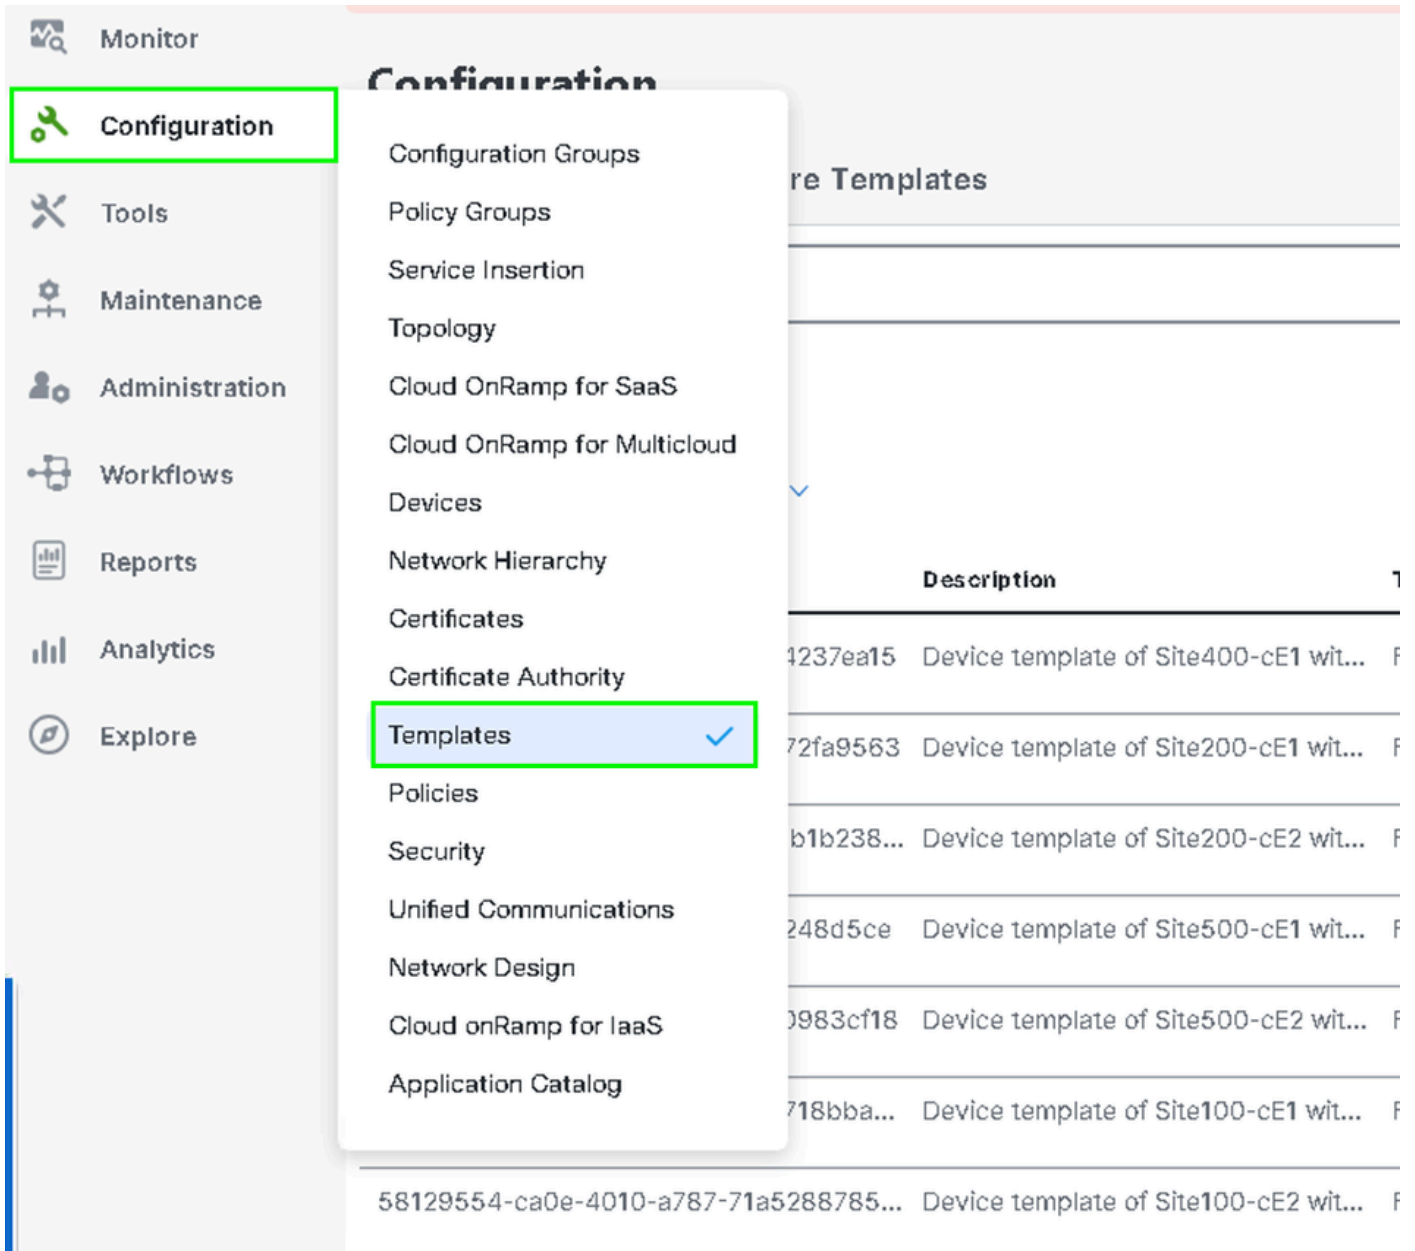 Monitor
Configuration
Tools
Maintenance
Administration
Workflows
Reports
Analytics
Explore
Configuration
Configuration Groups
Policy Groups
Service Insertion
Topology
Cloud OnRamp for SaaS
Cloud OnRamp for Multicloud
Devices
Network Hierarchy
Certificates
Certificate Authority
Templates
Policies
Security
Unified Communications
Network Design
Cloud onRamp for IaaS
Application Catalog
re Templates
Description
4237ea15 Device template of Site400-cE1 wit...
72fa9563 Device template of Site200-cE1 wit...
b1b238... Device template of Site200-cE2 wit...
248d5ce Device template of Site500-cE1 wit...
0983cf18 Device template of Site500-cE2 wit...
718bba... Device template of Site100-cE1 wit...
58129554-ca0e-4010-a787-71a5288785... Device template of Site100-cE2 wit...